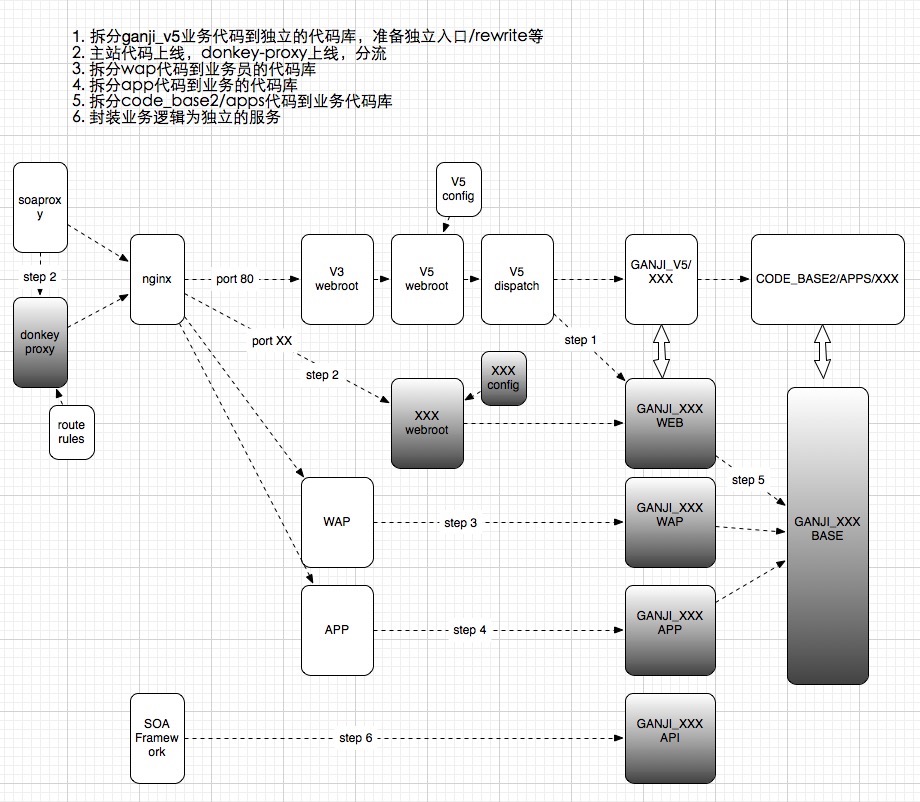 1. 拆分ganji_v5业务代码到独立的代码库，准备独立入口/rewrite等
2. 主站代码上线，donkey-proxy上线，分流
3. 拆分wap代码到业务员的代码库
4. 拆分app代码到业务的代码库
5. 拆分code_base2/apps代码到业务代码库
6. 封装业务逻辑为独立的服务
soaprox
y
V5
config
step 2
nginx
port 80
V3
webroot
V5
webroot
V5
dispatch
GANJI_V5/
XXX
CODE_BASE2/APPS/XXX
donkey
proxy
port XX
step 1
step 2
XXX
config
route
rules
XXX
webroot
GANJI_XXX
WEB
step 5
WAP
step 3
GANJI_XXX
WAP
GANJI_XXX
BASE
APP
step 4
GANJI_XXX
APP
SOA
Framew
ork
step 6
GANJI_XXX
API